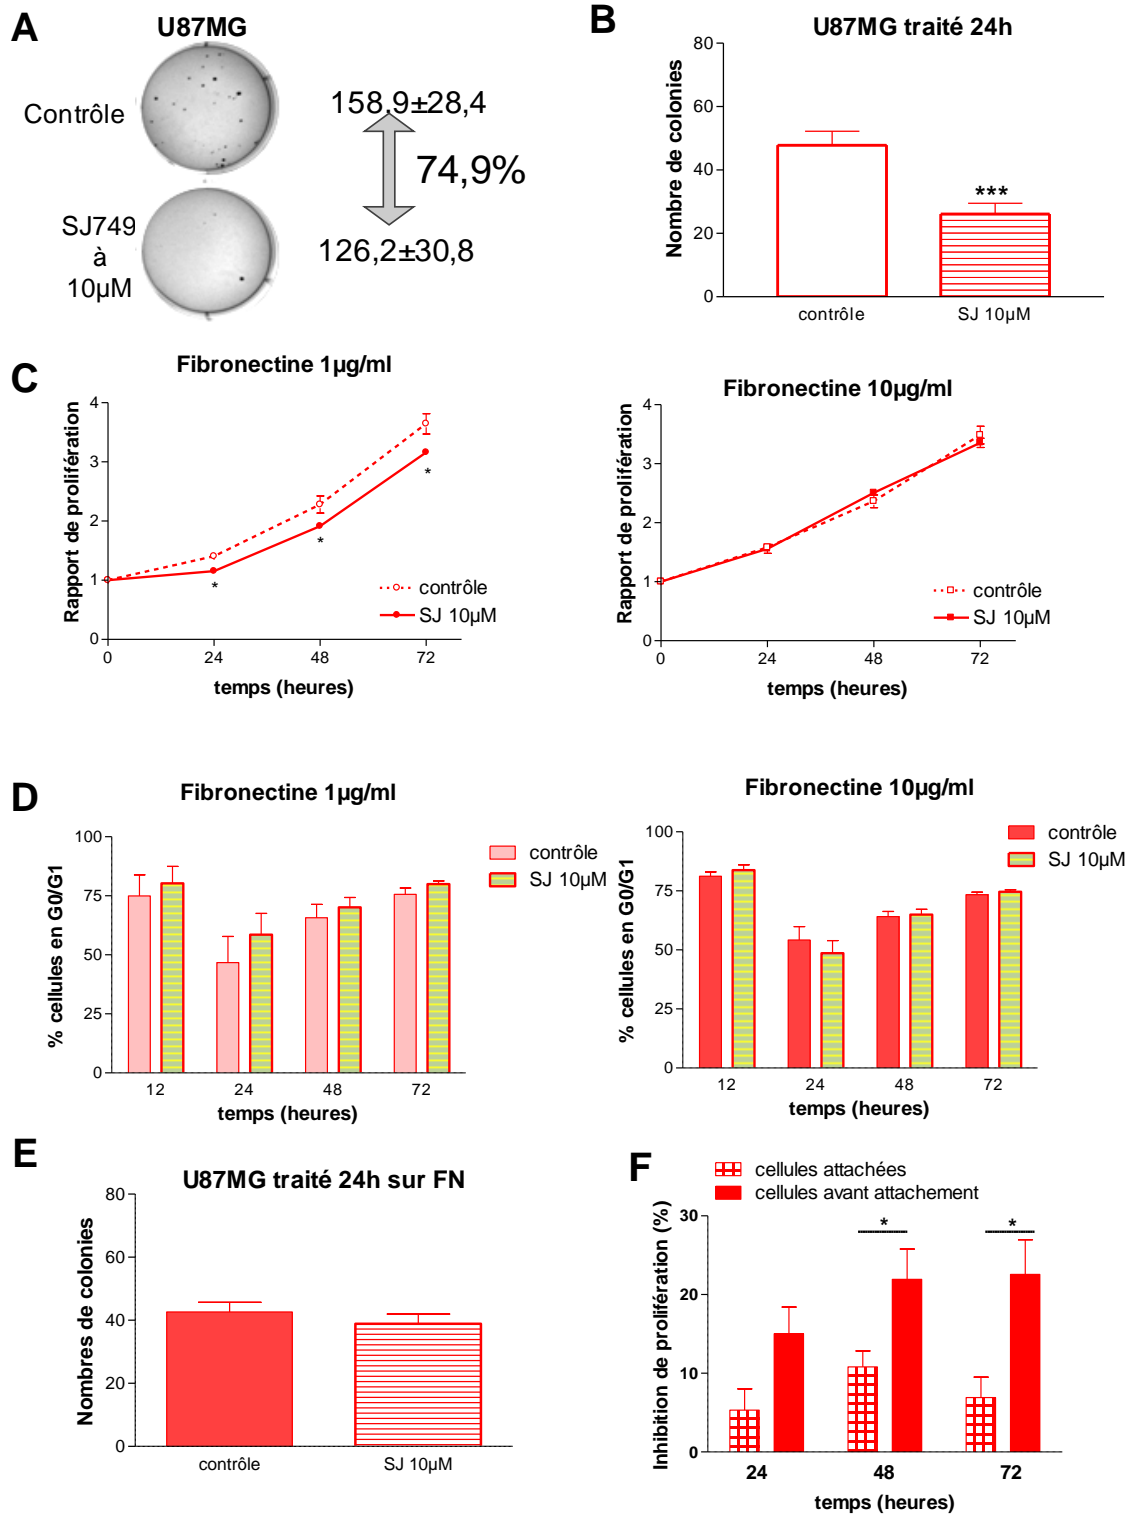 A
U87MG
Contrôle
SJ749
à
10µM
158,9±28,4
74,9%
126,2±30,8
B
U87MG traité 24h
Nombre de colonies
80
60
40
20
0
***
contrôle
SJ 10µM
C
Fibronectine 1µg/ml
Rapport de prolifération
4
3
2
1
0
*
*
*
contrôle
SJ 10µM
0
24
48
72
temps (heures)
Fibronectine 10µg/ml
Rapport de prolifération
4
3
2
1
0
contrôle
SJ 10µM
0
24
48
72
temps (heures)
D
Fibronectine 1µg/ml
% cellules en G0/G1
100
75
50
25
0
contrôle
SJ 10µM
12
24
48
72
temps (heures)
Fibronectine 10µg/ml
% cellules en G0/G1
100
75
50
25
0
contrôle
SJ 10µM
12
24
48
72
temps (heures)
E
U87MG traité 24h sur FN
Nombres de colonies
80
60
40
20
0
contrôle
SJ 10µM
F
cellules attachées
cellules avant attachement
Inhibition de prolifération (%)
30
20
10
0
*
*
24
48
72
temps (heures)